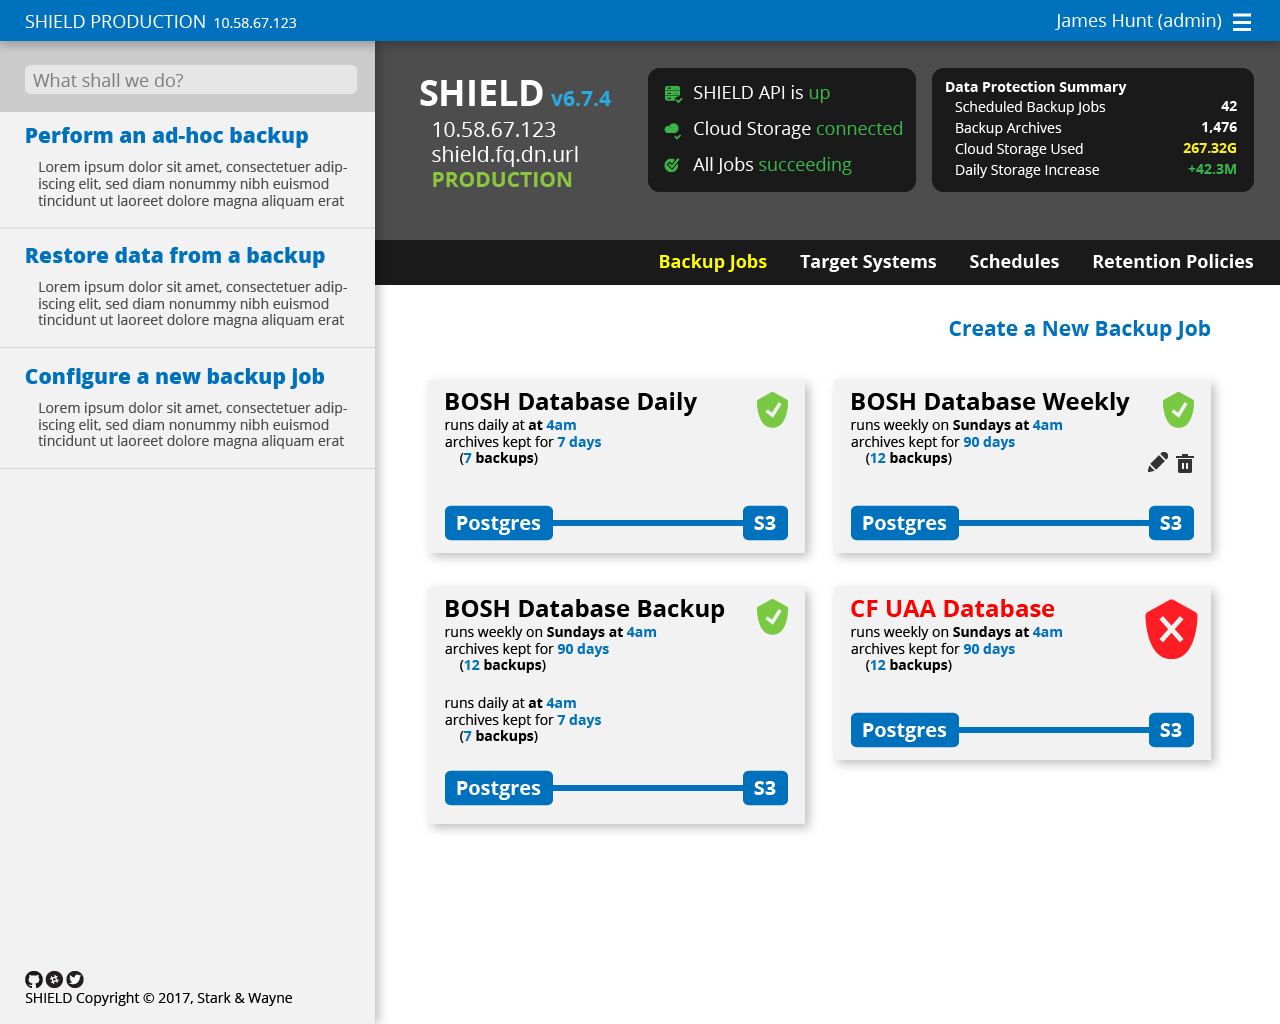 SHIELD PRODUCTION 10.58.67.123
James Hunt (admin)
What shall we do?
Perform an ad-hoc backup
Lorem ipsum dolor sit amet, consectetuer adip-
iscing elit, sed diam nonummy nibh euismod
tincidunt ut laoreet dolore magna aliquam erat
Restore data from a backup
Lorem ipsum dolor sit amet, consectetuer adip-
iscing elit, sed diam nonummy nibh euismod
tincidunt ut laoreet dolore magna aliquam erat
Configure a new backup job
Lorem ipsum dolor sit amet, consectetuer adip-
iscing elit, sed diam nonummy nibh euismod
tincidunt ut laoreet dolore magna aliquam erat
SHIELD Copyright © 2017, Stark & Wayne
SHIELD v6.7.4
10.58.67.123
shield.fq.dn.url
PRODUCTION
SHIELD API is up
Cloud Storage connected
All Jobs succeeding
Data Protection Summary
Scheduled Backup Jobs 42
Backup Archives 1,476
Cloud Storage Used 267.32G
Daily Storage Increase +42.3M
Backup Jobs Target Systems Schedules Retention Policies
Create a New Backup Job
BOSH Database Daily
runs daily at at 4am
archives kept for 7 days
(7 backups)
Postgres S3
BOSH Database Weekly
runs weekly on Sundays at 4am
archives kept for 90 days
(12 backups)
Postgres S3
BOSH Database Backup
runs weekly on Sundays at 4am
archives kept for 90 days
(12 backups)
runs daily at at 4am
archives kept for 7 days
(7 backups)
Postgres S3
CF UAA Database
runs weekly on Sundays at 4am
archives kept for 90 days
(12 backups)
Postgres S3